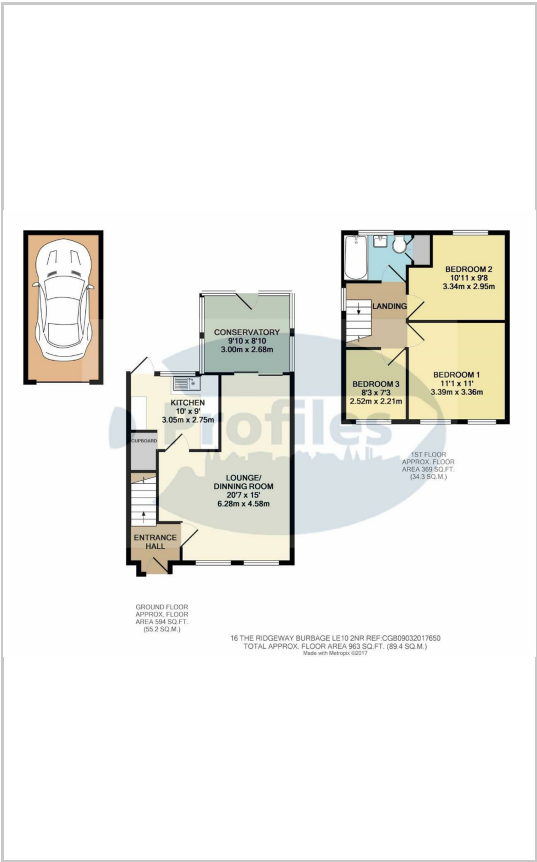 CONSERVATORY
9'10 x 8'10
3.00m x 2.68m
KITCHEN
10' x 9'
3.05m x 2.75m
CUPBOARD
LOUNGE/
DINNING ROOM
20'7 x 15'
6.28m x 4.58m
ENTRANCE
HALL
GROUND FLOOR
APPROX. FLOOR
AREA 594 SQ.FT.
(55.2 SQ.M.)
BEDROOM 2
10'11 x 9'8
3.34m x 2.95m
LANDING
BEDROOM 1
11'1 x 11'
3.39m x 3.36m
BEDROOM 3
8'3 x 7'3
2.52m x 2.21m
1ST FLOOR
APPROX. FLOOR
AREA 369 SQ.FT.
(34.3 SQ.M.)
Profiles
16 THE RIDGEWAY BURBAGE LE10 2NR REF:CGB09032017650
TOTAL APPROX. FLOOR AREA 963 SQ.FT. (89.4 SQ.M.)
Made with Metropix ©2017